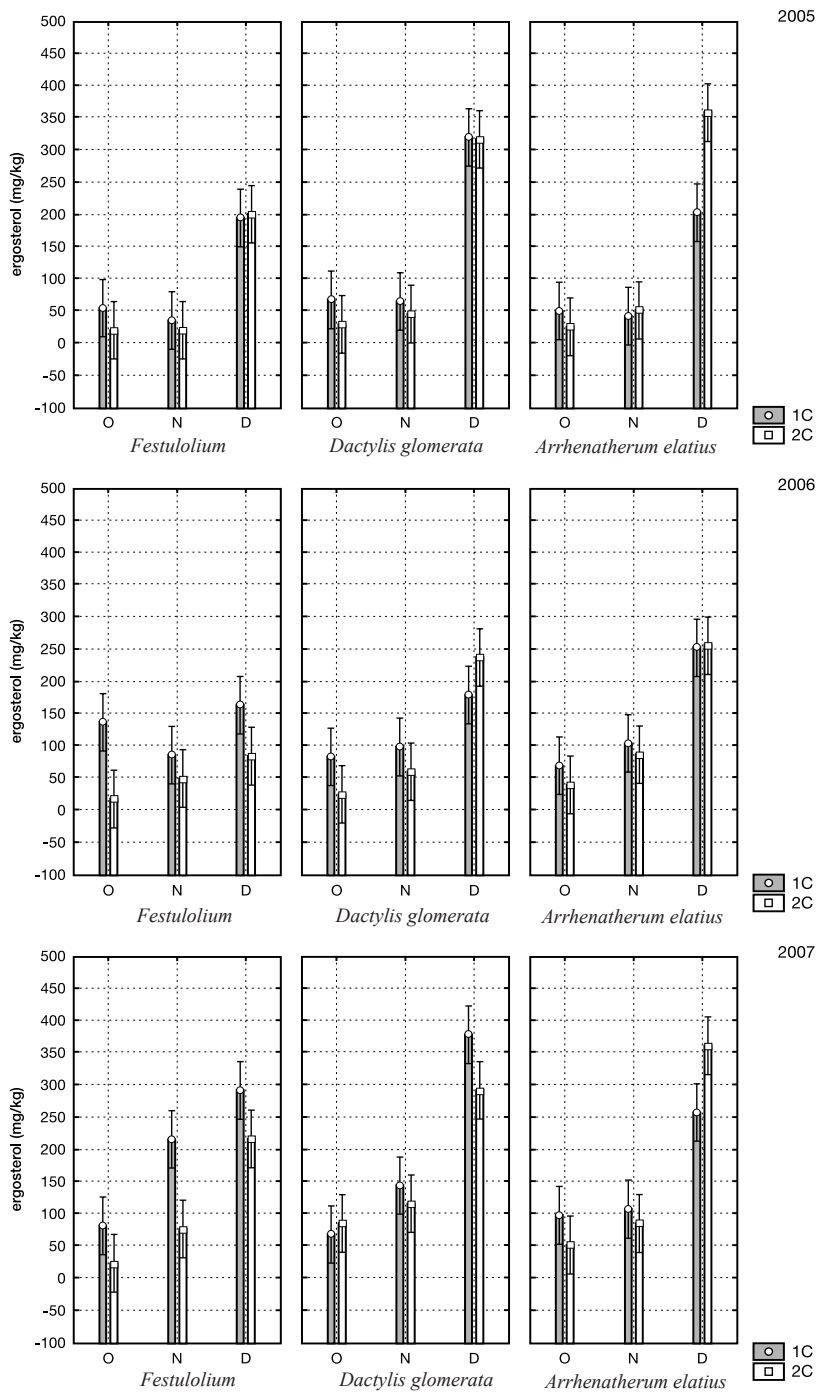 2005
500
450
400
350
300
250
200
150
100
50
0
-50
-100
ergosterol (mg/kg)
O N D O N D O N D
Festulolium Dactylis glomerata Arrhenatherum elatius
1C
2C
2006
500
450
400
350
300
250
200
150
100
50
0
-50
-100
ergosterol (mg/kg)
O N D O N D O N D
Festulolium Dactylis glomerata Arrhenatherum elatius
1C
2C
2007
500
450
400
350
300
250
200
150
100
50
0
-50
-100
ergosterol (mg/kg)
O N D O N D O N D
Festulolium Dactylis glomerata Arrhenatherum elatius
1C
2C